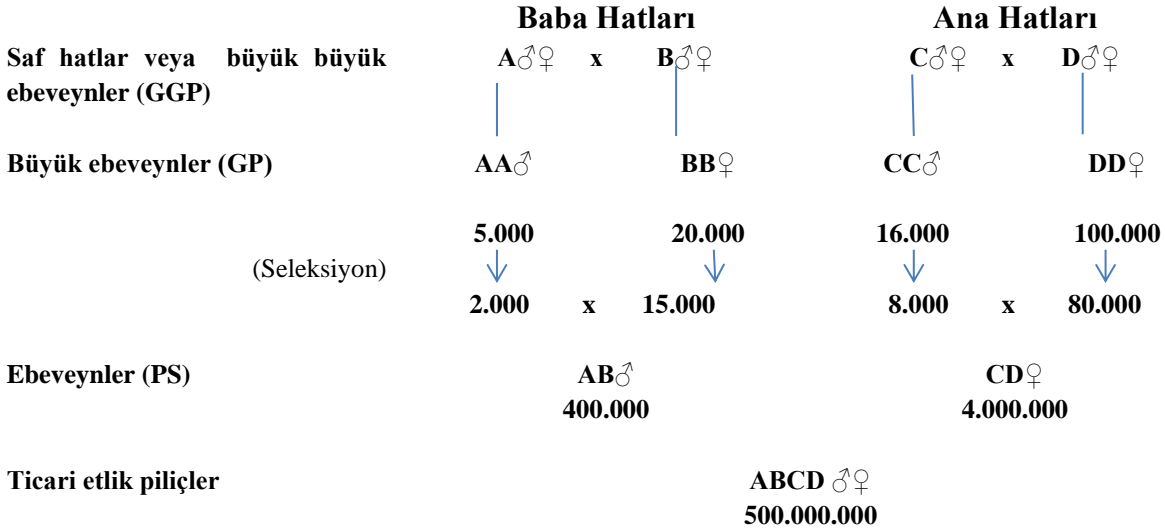 Baba Hatları Ana Hatları
Saf hatlar veya büyük büyük A♂♀ x B♂♀ C♂♀ x D♂♀
ebeveynler (GGP)
Büyük ebeveynler (GP) AA♂ BB♀ CC♂ DD♀
5.000 20.000 16.000 100.000
(Seleksiyon)
2.000 x 15.000 8.000 x 80.000
Ebeveynler (PS) AB♂ CD♀
400.000 4.000.000
Ticari etlik piliçler ABCD ♂♀
500.000.000